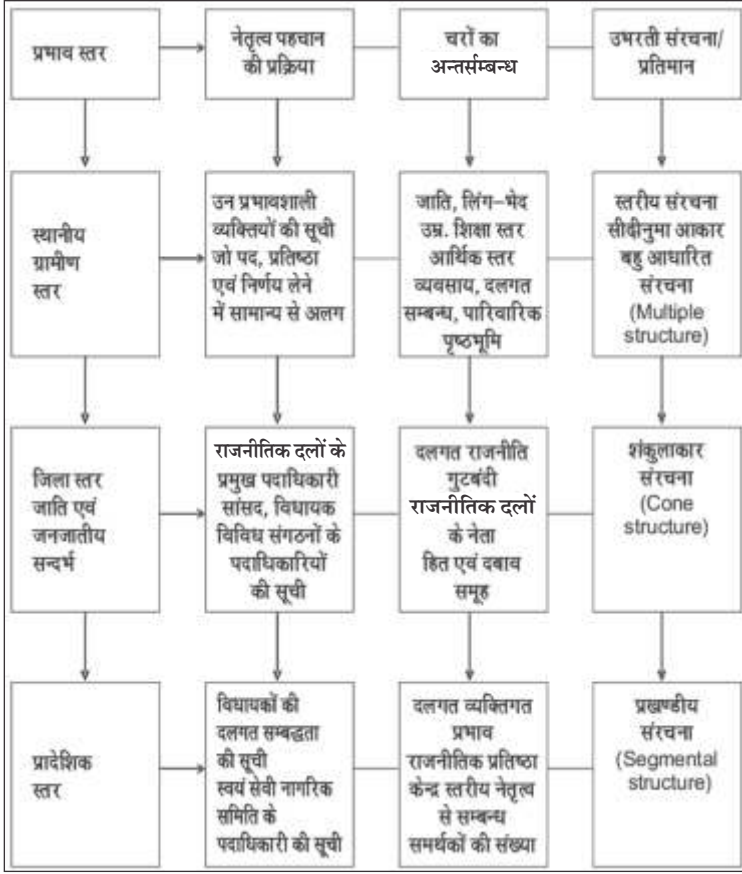 प्रभाव स्तर
नेतृत्व पहचान
की प्रक्रिया
चरों का
अन्तर्सम्बन्ध
उभरती संरचना/
प्रतिमान
स्थानीय
ग्रामीण
स्तर
उन प्रभावशाली
व्यक्तियों की सूची
जो पद, प्रतिष्ठा
एवं निर्णय लेने
में सामान्य से अलग
जाति, लिंग-भेद
उम्र. शिक्षा स्तर
आर्थिक स्तर
व्यवसाय, दलगत
सम्बन्ध, पारिवारिक
पृष्ठभूमि
स्तरीय संरचना
सीदीनुमा आकार
बहु आधारित
संरचना
(Multiple
structure)
जिला स्तर
जाति एवं
जनजातीय
सन्दर्भ
राजनीतिक दलों के
प्रमुख पदाधिकारी
सांसद, विधायक
विविध संगठनों के
पदाधिकारियों
की सूची
दलगत राजनीति
गुटबंदी
राजनीतिक दलों
के नेता
हित एवं दबाव
समूह
शंकुलाकार
संरचना
(Cone
structure)
प्रादेशिक
स्तर
विधायकों की
दलगत सम्बद्धता
की सूची
स्वयं सेवी नागरिक
समिति के
पदाधिकारी की सूची
दलगत व्यक्तिगत
प्रभाव
राजनीतिक प्रतिष्ठा
केन्द्र स्तरीय नेतृत्व
से सम्बन्ध
समर्थकों की संख्या
प्रखण्डीय
संरचना
(Segmental
structure)